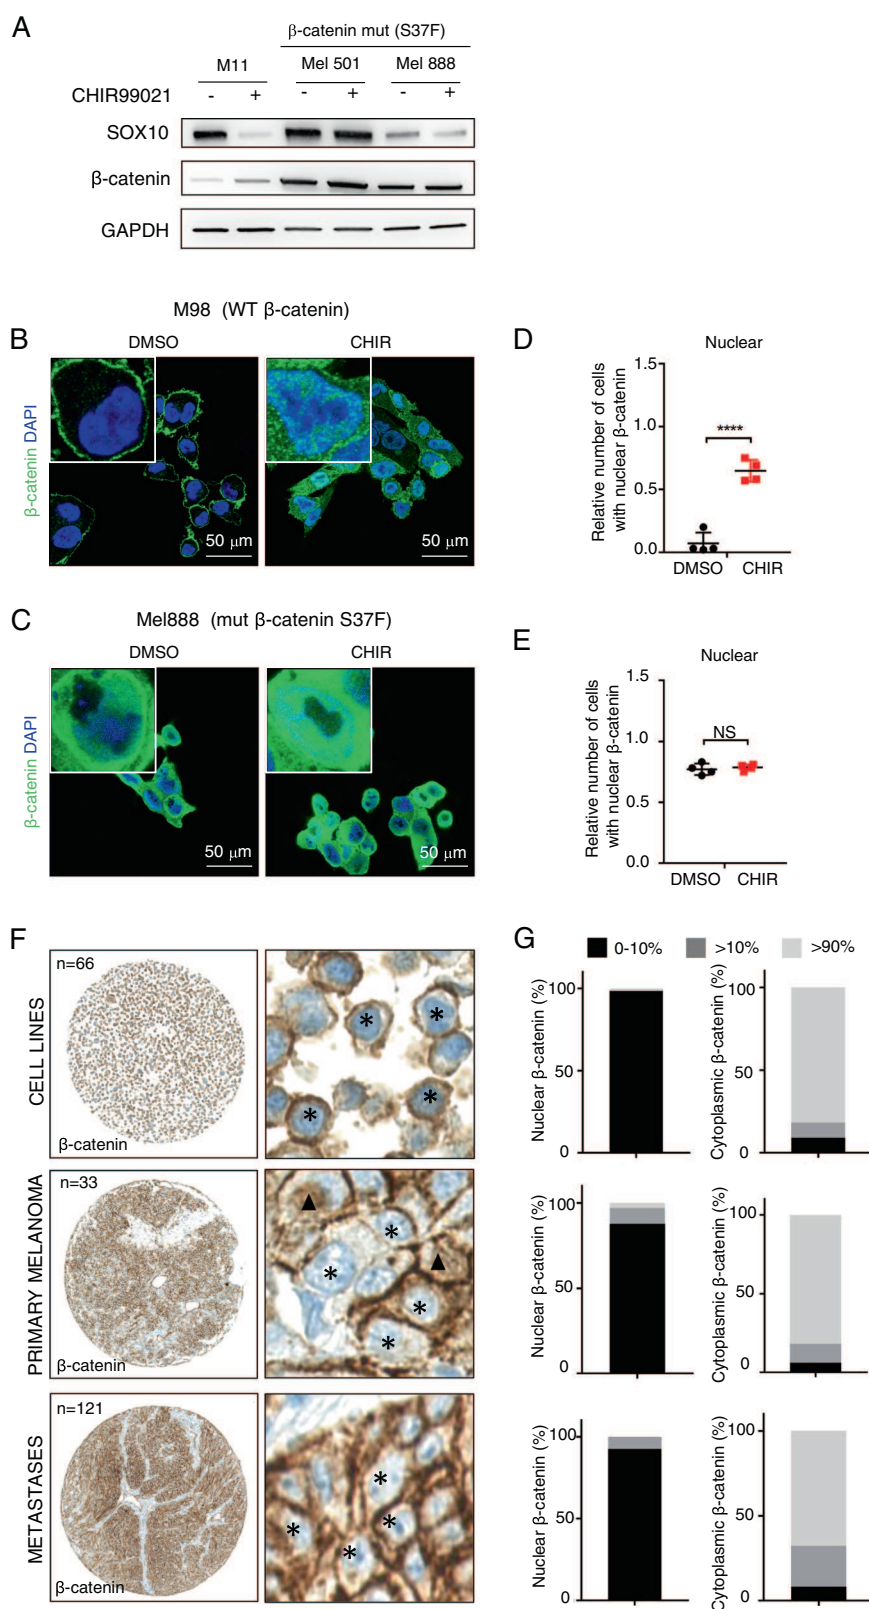 A
β-catenin mut (S37F)
M11 Mel 501 Mel 888
CHIR99021 - + - + - +
SOX10
β-catenin
GAPDH
M98 (WT β-catenin)
B
DMSO CHIR
β-catenin DAPI
50 μm 50 μm
D
Nuclear
Relative number of cells
with nuclear β-catenin
1.5
1.0
0.5
0.0
****
DMSO CHIR
C
Mel888 (mut β-catenin S37F)
DMSO CHIR
β-catenin DAPI
50 μm 50 μm
E
Nuclear
Relative number of cells
with nuclear β-catenin
1.5
1.0
0.5
0.0
NS
DMSO CHIR
F
CELL LINES
n=66
β-catenin
* * * *
PRIMARY MELANOMA
n=33
β-catenin
* * * *
METASTASES
n=121
β-catenin
* * * *
G
0-10% >10% >90%
Nuclear β-catenin (%)
100
50
0
Cytoplasmic β-catenin (%)
100
50
0
Nuclear β-catenin (%)
100
50
0
Cytoplasmic β-catenin (%)
100
50
0
Nuclear β-catenin (%)
100
50
0
Cytoplasmic β-catenin (%)
100
50
0